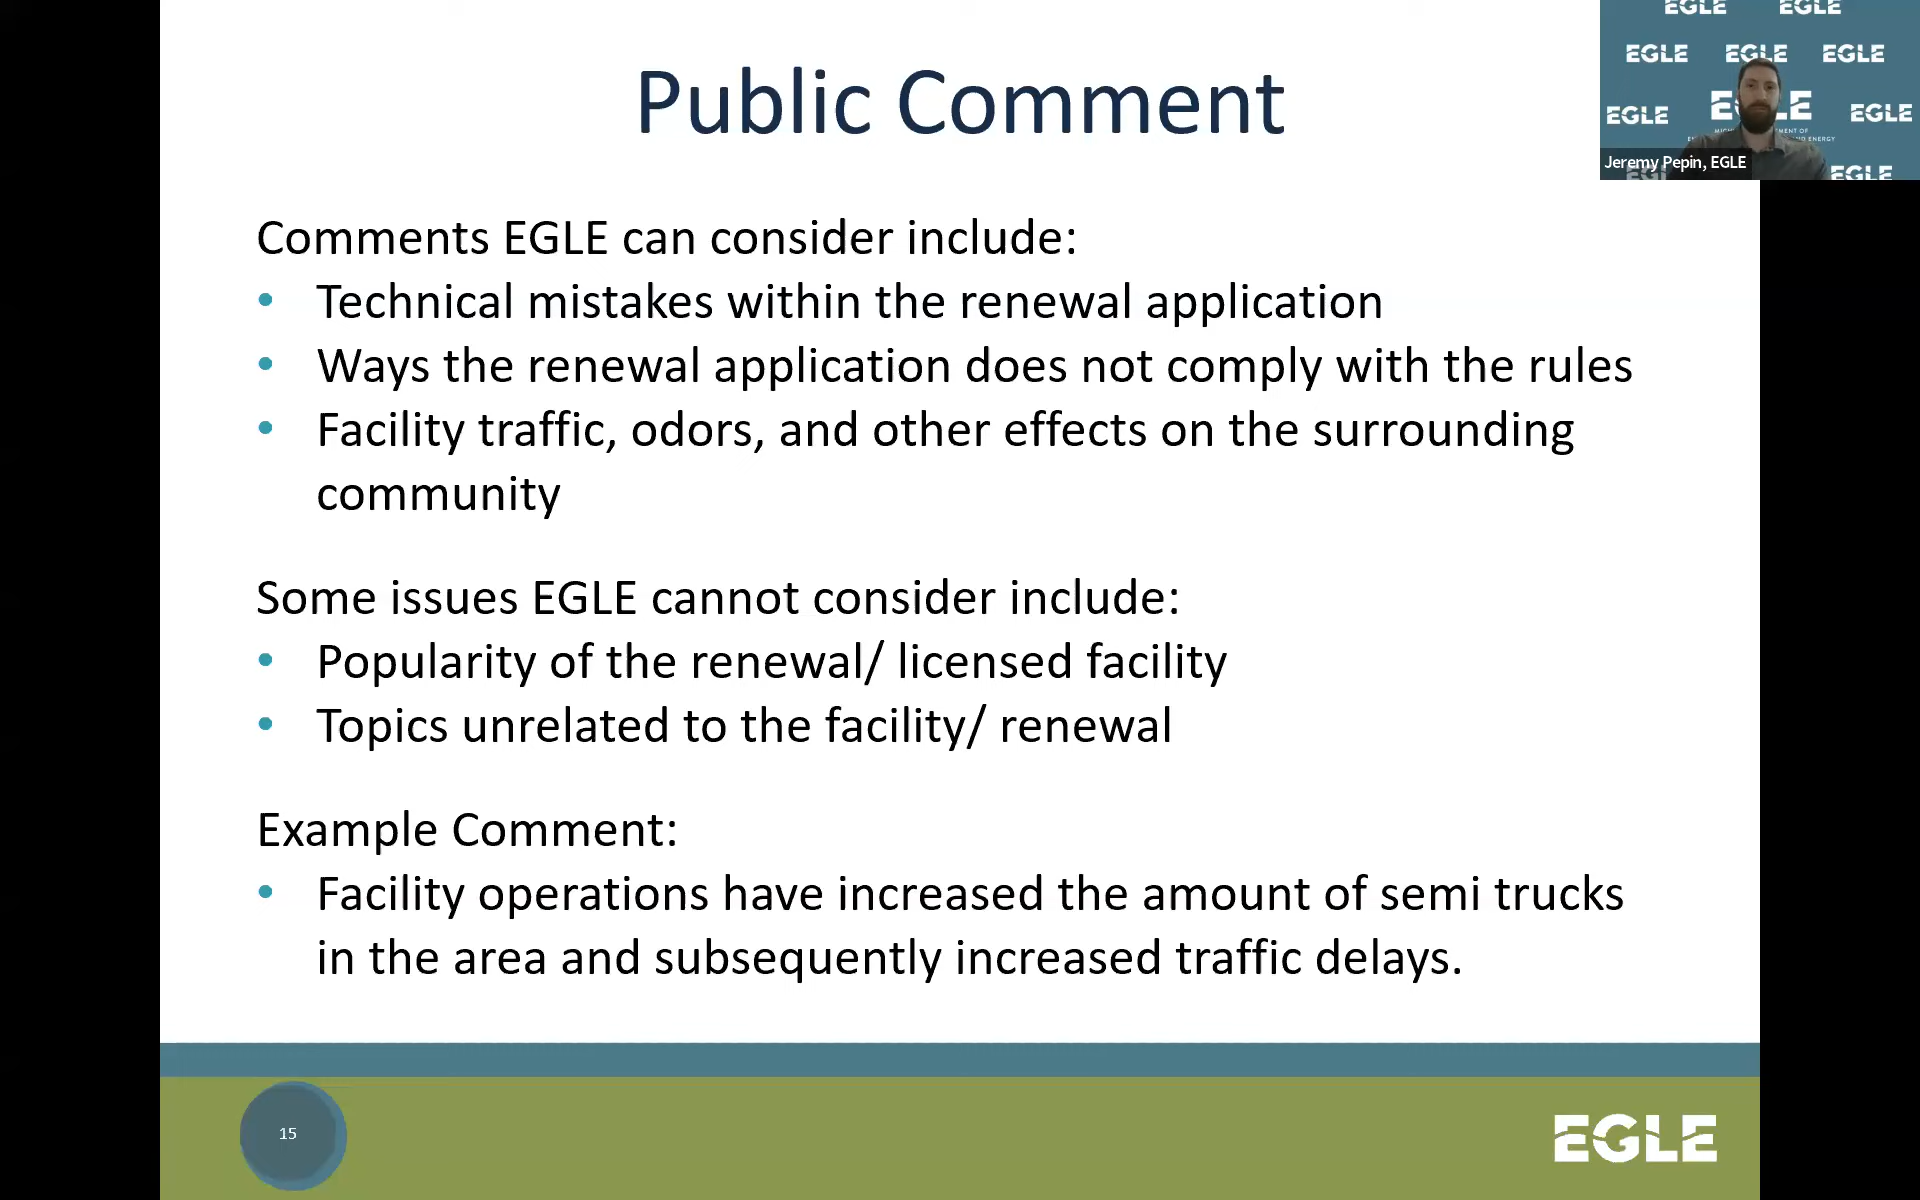 Public Comment
Comments EGLE can consider include:
• Technical mistakes within the renewal application
• Ways the renewal application does not comply with the rules
• Facility traffic, odors, and other effects on the surrounding
community
Some issues EGLE cannot consider include:
• Popularity of the renewal/ licensed facility
• Topics unrelated to the facility/ renewal
Example Comment:
• Facility operations have increased the amount of semi trucks
in the area and subsequently increased traffic delays.
15
EGLE
EGLE EGLE
EGLE EGLE EGLE
EGLE EGLE
Jeremy Pepin, EGLE
EGLE